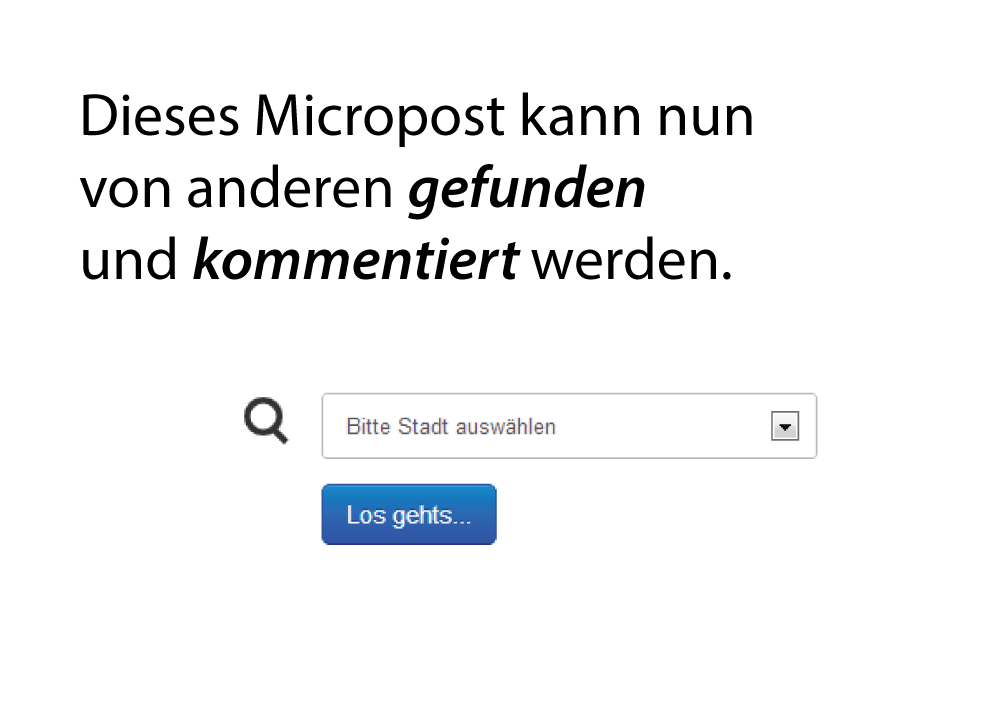 Dieses Micropost kann nun
von anderen gefunden
und kommentiert werden.
Bitte Stadt auswählen
Los gehts...